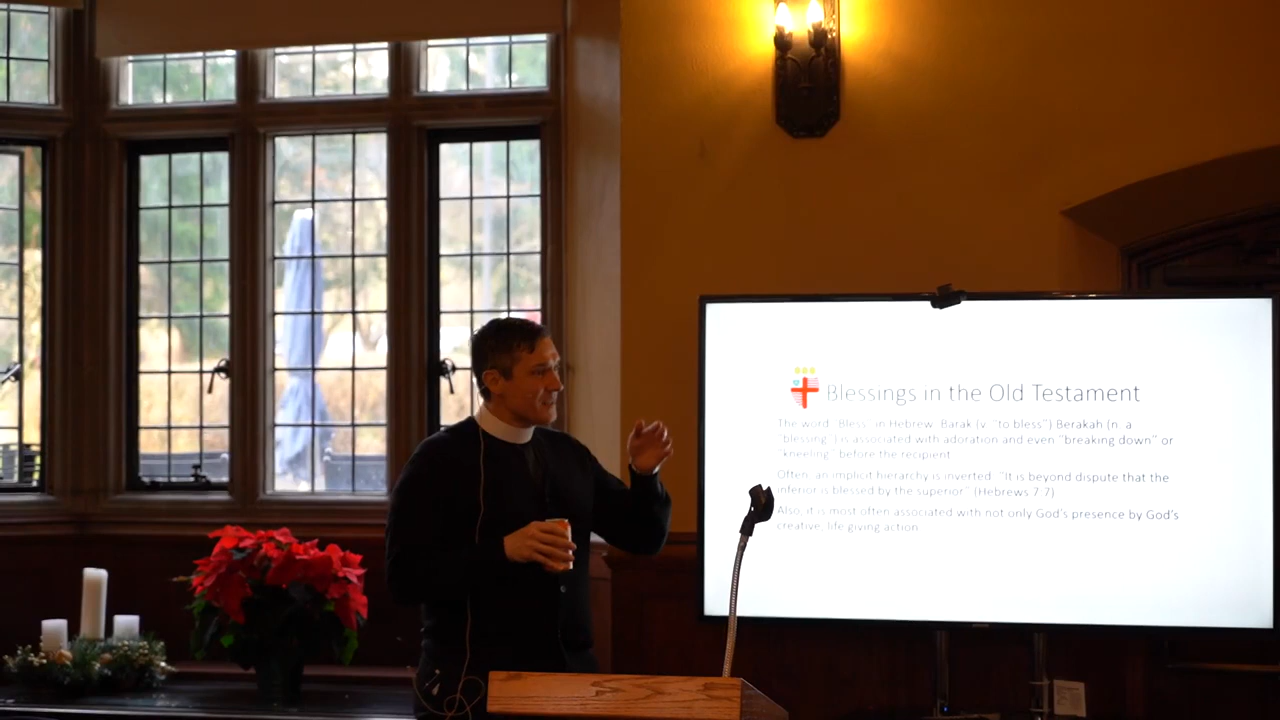 Blessings in the Old Testament
The word "Bless" in Hebrew: Barak (v. "to bless") Berakah (n. a
"blessing") is associated with adoration and even "breaking down" or
"kneeling" before the recipient
Often, an implicit hierarchy is inverted. "It is beyond dispute that the
inferior is blessed by the superior" (Hebrews 7:7)
Also, it is most often associated with not only God's presence by God's
creative, life giving action